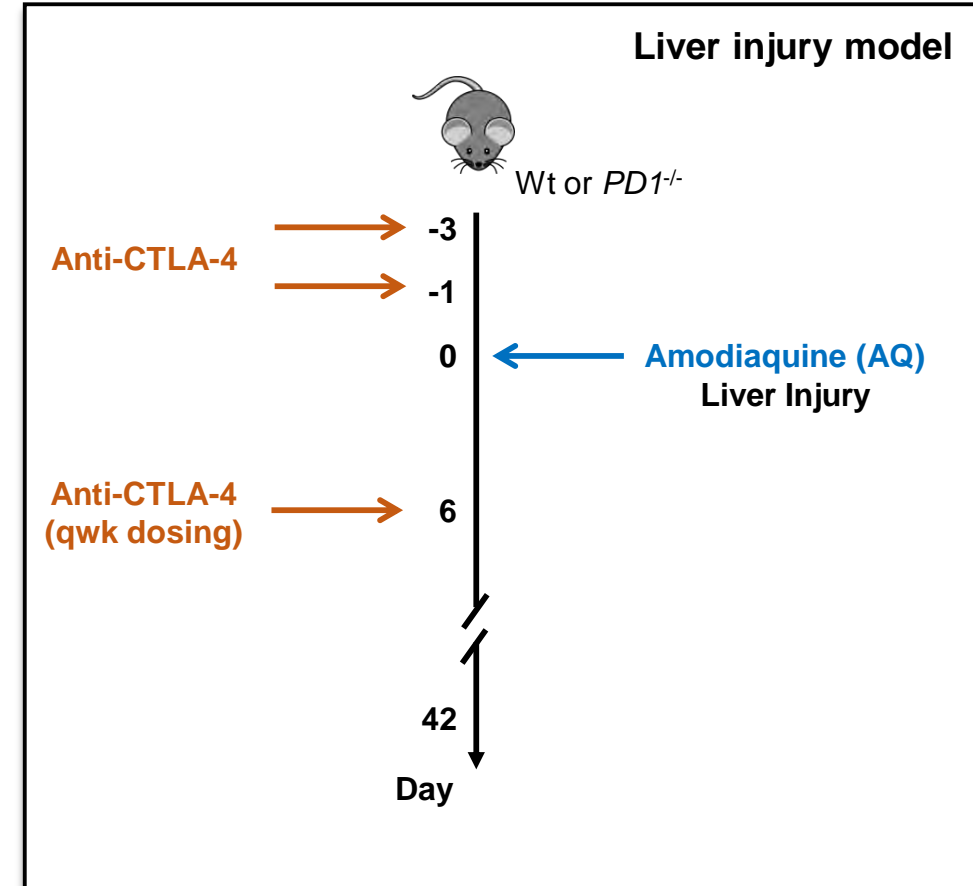 Liver injury model
Wt or PD1-/-
-3
Anti-CTLA-4
-1
0
Amodiaquine (AQ)
Liver Injury
Anti-CTLA-4
(qwk dosing)
6
42
Day